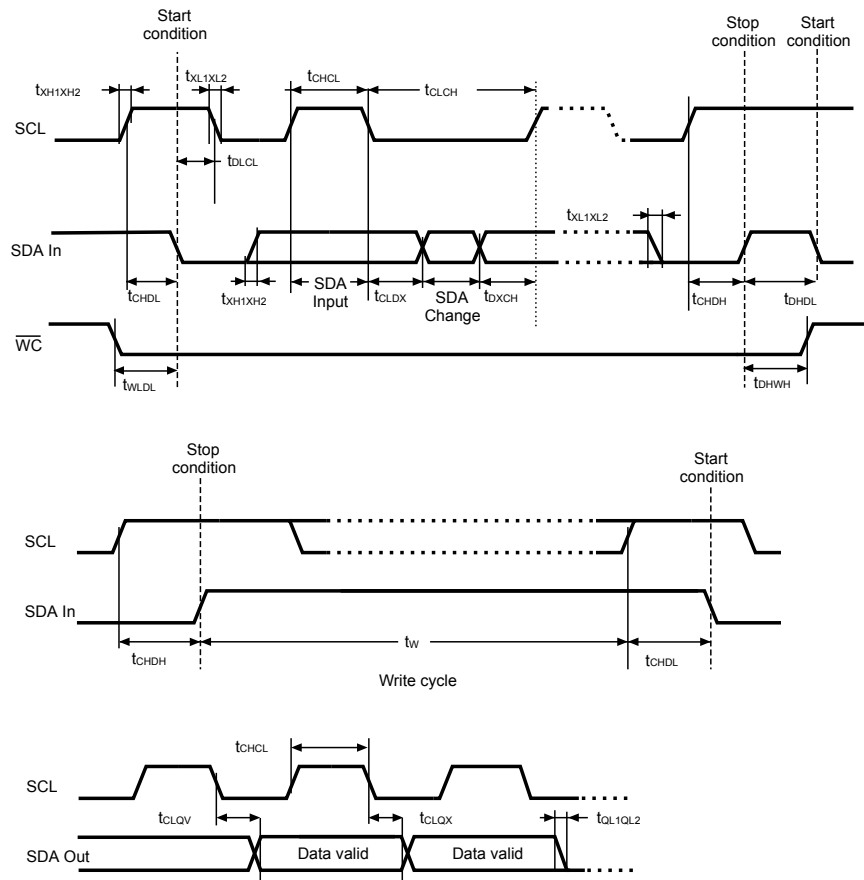 Start
condition
Stop
condition
Start
condition
tXH1XH2
tXL1XL2
tCHCL
tCLCH
SCL
tDLCL
tXL1XL2
SDA In
tCHDL
tXH1XH2
SDA
Input
tCLDX
SDA
Change
tDXCH
tCHDH
tDHDL
WC
tWLDL
tDHWH
Stop
condition
Start
condition
SCL
SDA In
tCHDH
tW
tCHDL
Write cycle
tCHCL
SCL
tCLQV
tCLQX
tQL1QL2
SDA Out
Data valid
Data valid